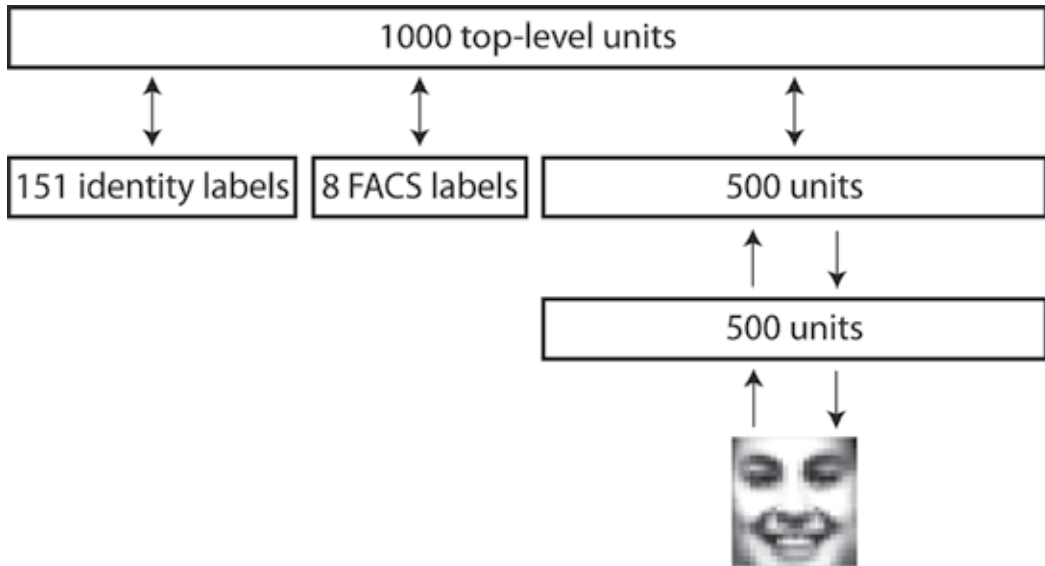 1000 top-level units
151 identity labels
8 FACS labels
500 units
500 units